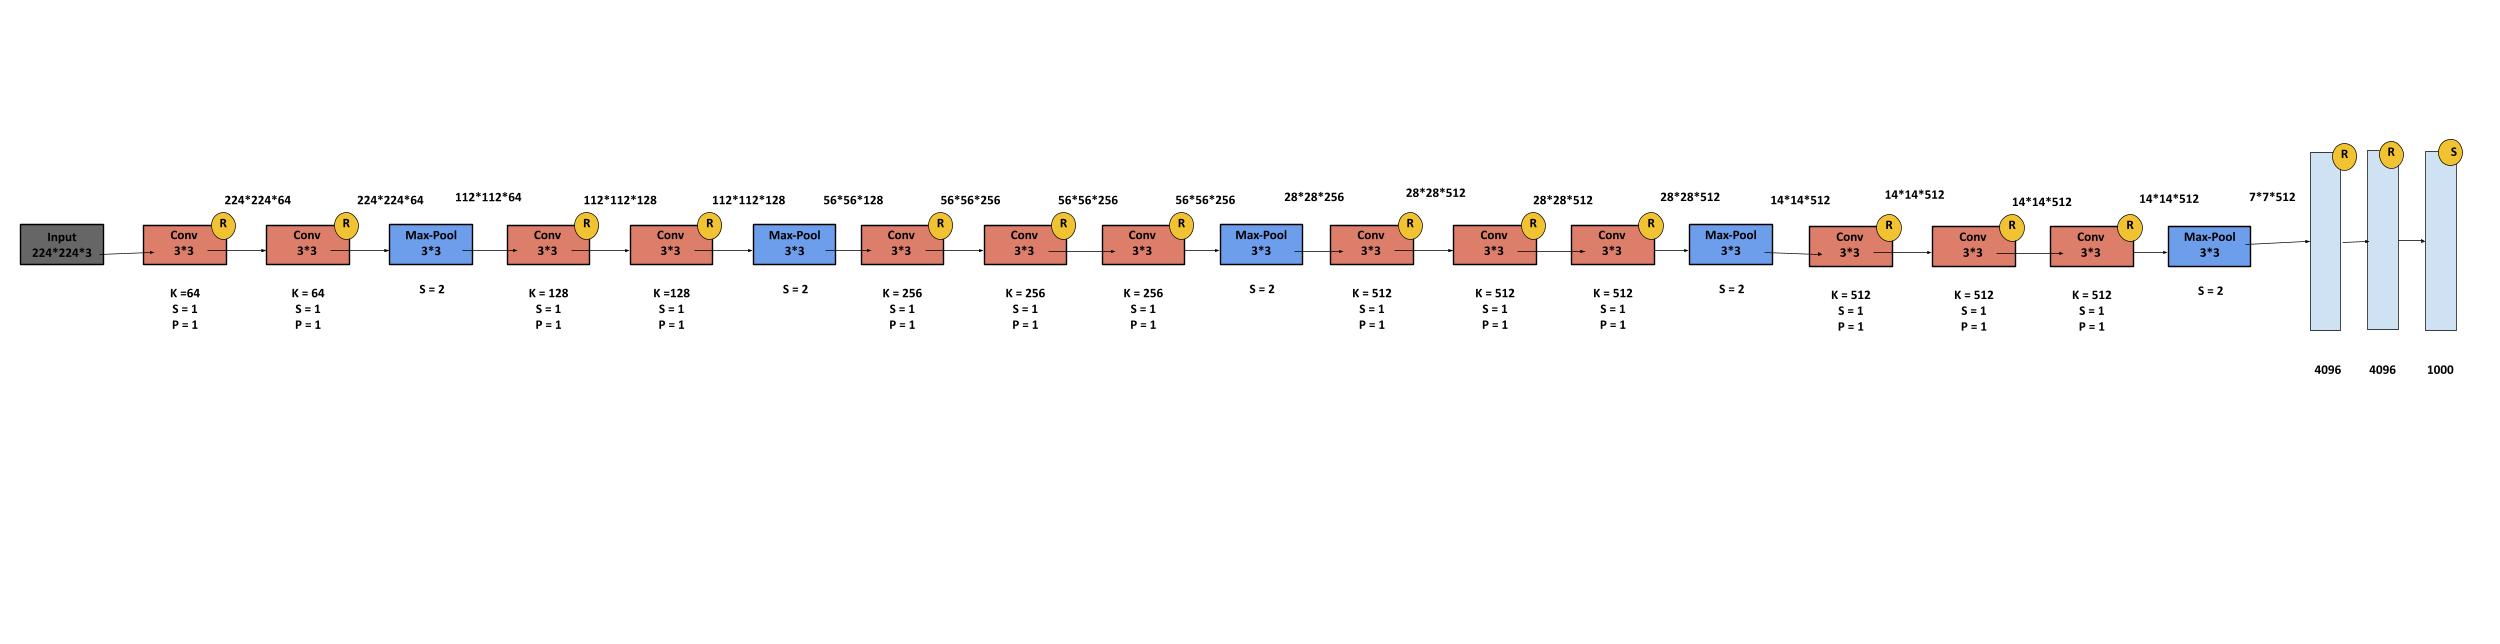 224*224*64
224*224*64
112*112*64
112*112*128
112*112*128
56*56*128
56*56*256
56*56*256
56*56*256
28*28*256
28*28*512
28*28*512
28*28*512
14*14*512
14*14*512
14*14*512
14*14*512
7*7*512
Input
224*224*3
Conv
3*3
R
K =64
S = 1
P = 1
Conv
3*3
R
K = 64
S = 1
P = 1
Max-Pool
3*3
S = 2
Conv
3*3
R
K = 128
S = 1
P = 1
Conv
3*3
R
K =128
S = 1
P = 1
Max-Pool
3*3
S = 2
Conv
3*3
R
K = 256
S = 1
P = 1
Conv
3*3
R
K = 256
S = 1
P = 1
Conv
3*3
R
K = 256
S = 1
P = 1
Max-Pool
3*3
S = 2
Conv
3*3
R
K = 512
S = 1
P = 1
Conv
3*3
R
K = 512
S = 1
P = 1
Conv
3*3
R
K = 512
S = 1
P = 1
Max-Pool
3*3
S = 2
Conv
3*3
R
K = 512
S = 1
P = 1
Conv
3*3
R
K = 512
S = 1
P = 1
Conv
3*3
R
K = 512
S = 1
P = 1
Max-Pool
3*3
S = 2
R
4096
R
4096
S
1000